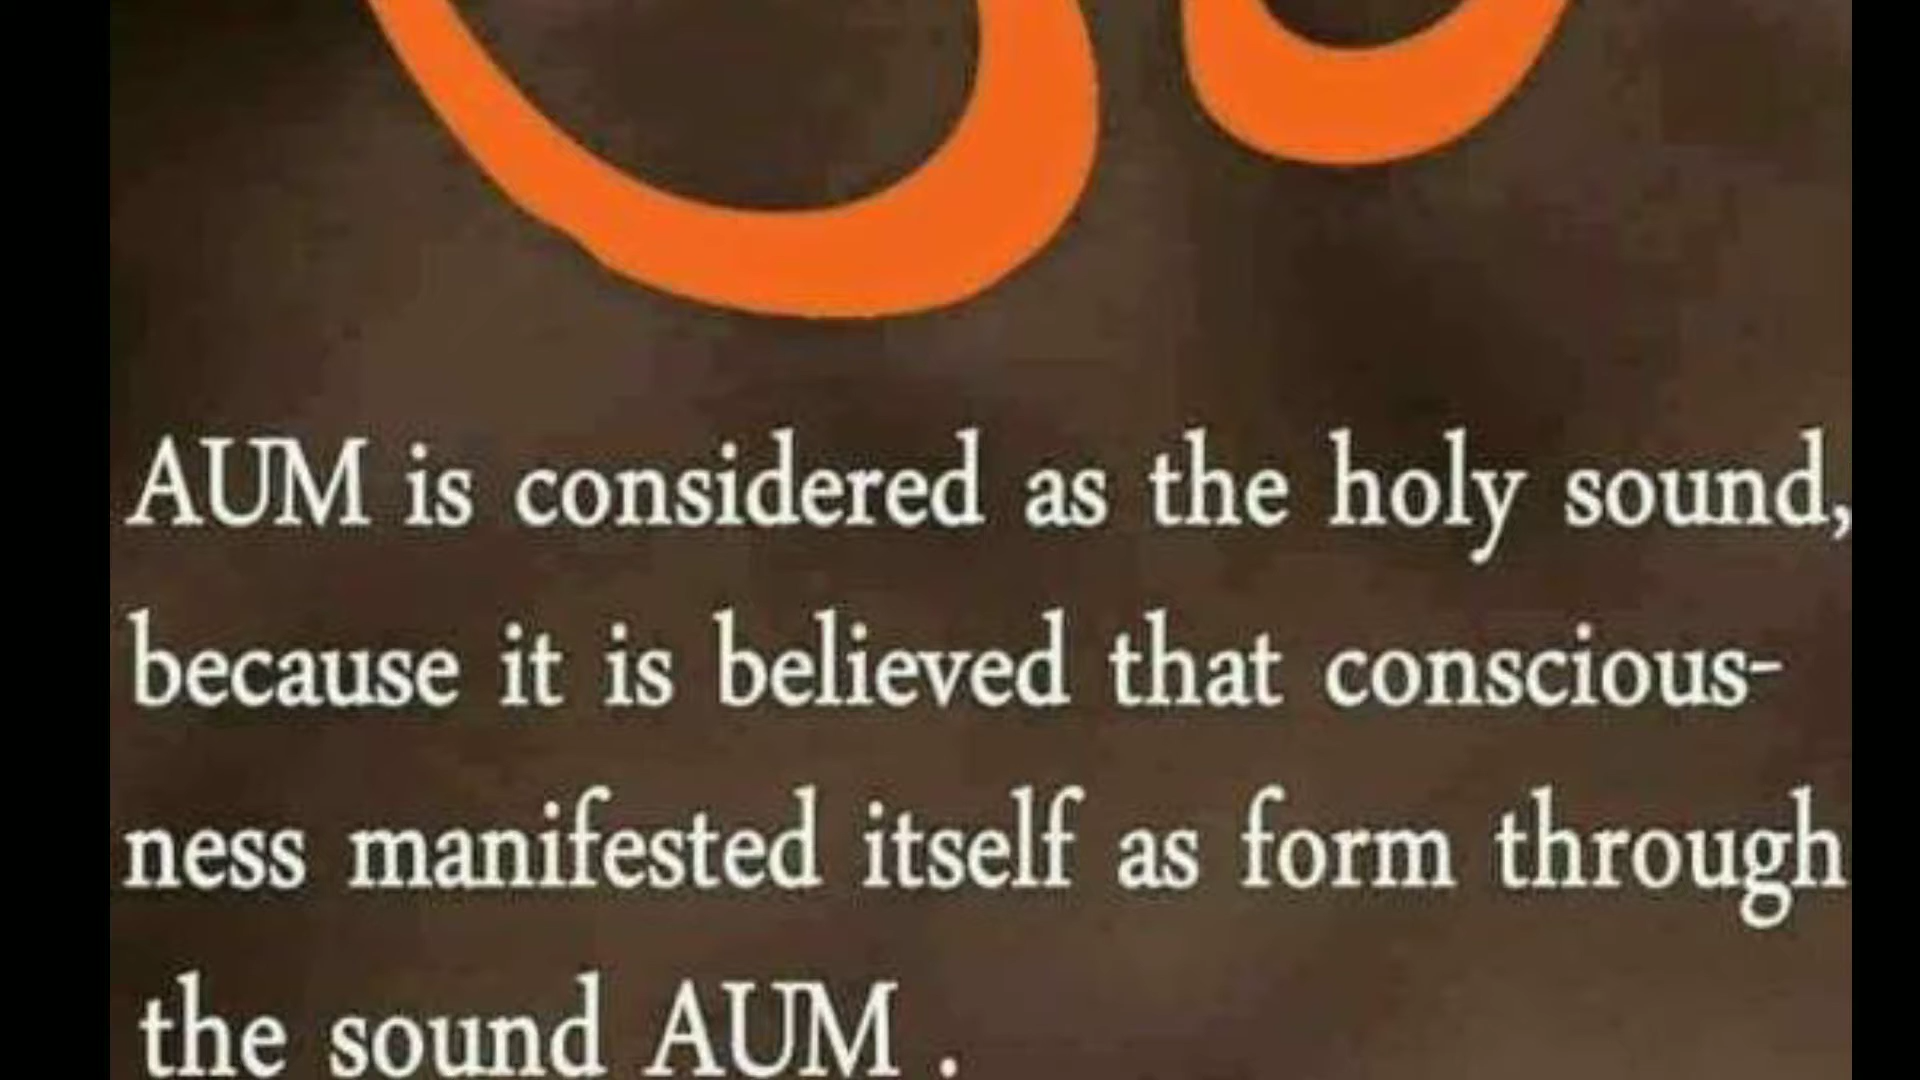 AUM is considered as the holy sound,
because it is believed that conscious-
ness manifested itself as form through
the sound AUM .